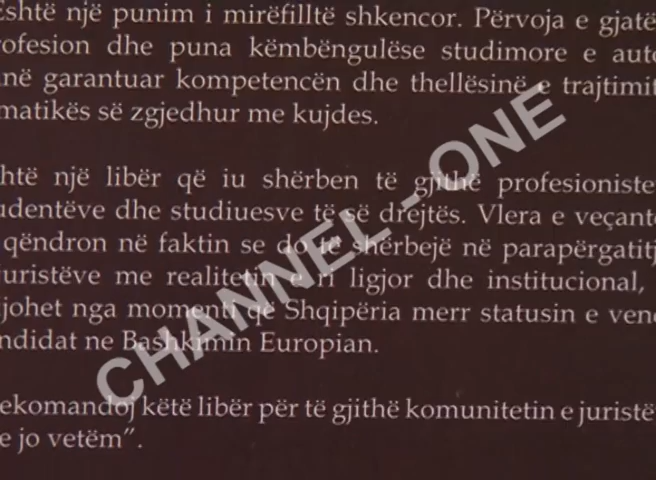 Është një punim i mirëfilltë shkencor. Përvoja e gjatë
rofesion dhe puna këmbëngulëse studimore e aut
anë garantuar kompetencën dhe thellësinë e trajtimit
matikës së zgjedhur me kujdes.
htë një libër që iu shërben të gjithë profesioniste
udentëve dhe studiuesve të së drejtës. Vlera e veçant
qëndron në faktin se do të shërbejë në parapërgatitj
juristëve me realitetin e ri ligjor dhe institucional,
johet nga momenti që Shqipëria merr statusin e ven
ndidat ne Bashkimin Europian.
ekomandoj këtë libër për të gjithë komunitetin e juristë
e jo vetëm”.
CHANNEL - ONE